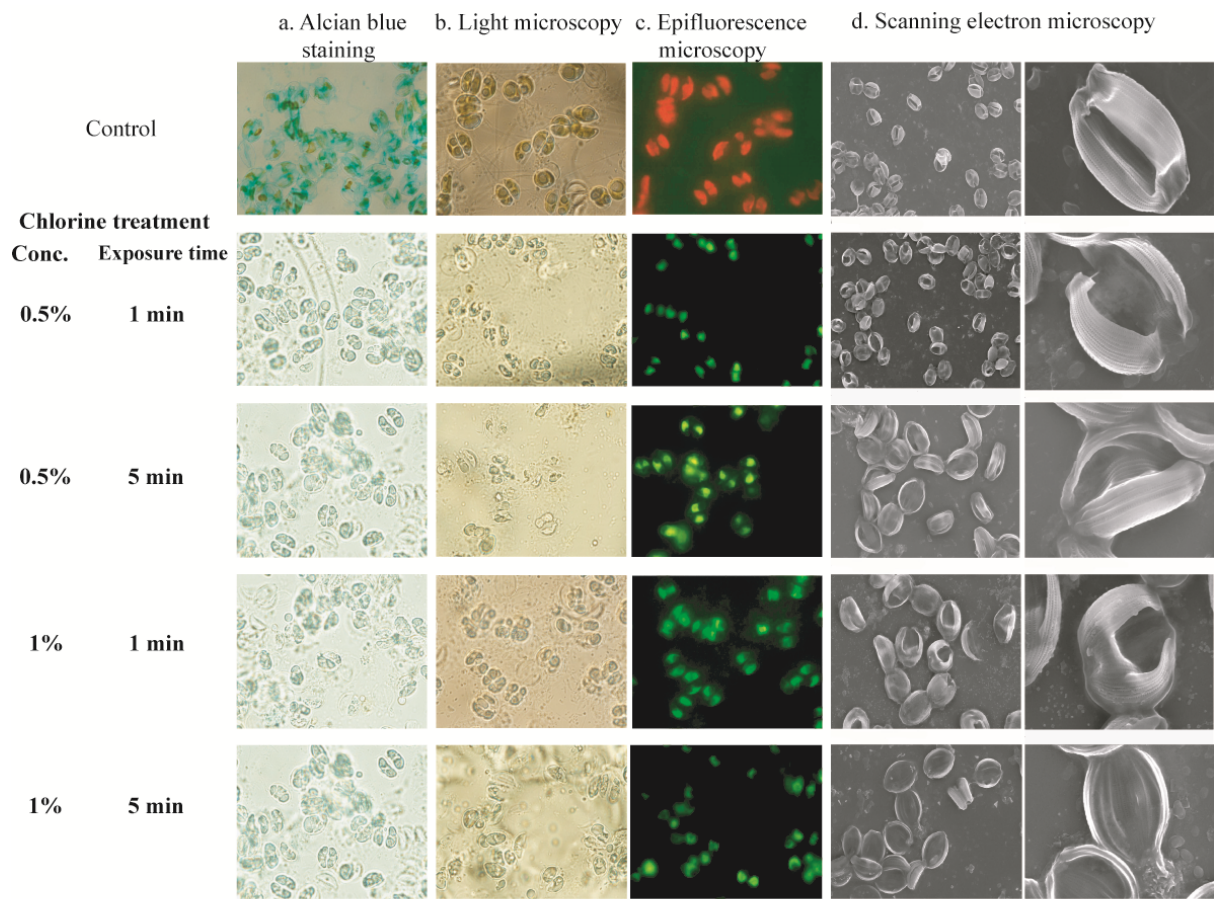 a. Alcian blue
staining
b. Light microscopy
c. Epifluorescence
microscopy
d. Scanning electron microscopy
Control
Chlorine treatment
Conc. Exposure time
0.5% 1 min
0.5% 5 min
1% 1 min
1% 5 min